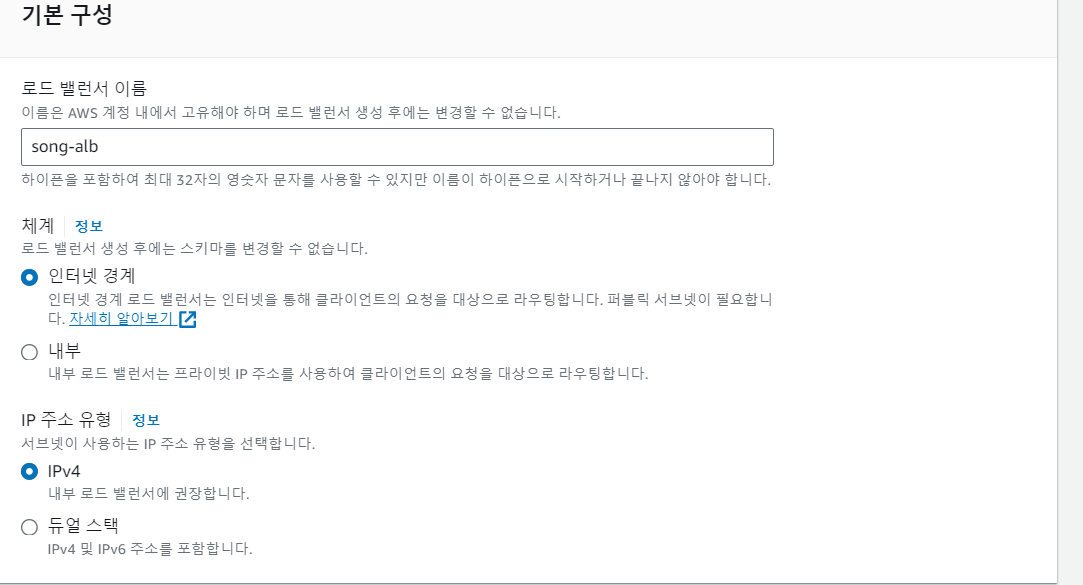 기본 구성
로드 밸런서 이름
이름은 AWS 계정 내에서 고유해야 하며 로드 밸런서 생성 후에는 변경할 수 없습니다.
song-alb
하이픈을 포함하여 최대 32자의 영숫자 문자를 사용할 수 있지만 이름이 하이픈으로 시작하거나 끝나지 않아야 합니다.
체계 정보
로드 밸런서 생성 후에는 스키마를 변경할 수 없습니다.
인터넷 경계
인터넷 경계 로드 밸런서는 인터넷을 통해 클라이언트의 요청을 대상으로 라우팅합니다. 퍼블릭 서브넷이 필요합니
다. 자세히 알아보기
내부
내부 로드 밸런서는 프라이빗 IP 주소를 사용하여 클라이언트의 요청을 대상으로 라우팅합니다.
IP 주소 유형 정보
서브넷이 사용하는 IP 주소 유형을 선택합니다.
IPv4
내부 로드 밸런서에 권장합니다.
듀얼 스택
IPv4 및 IPv6 주소를 포함합니다.